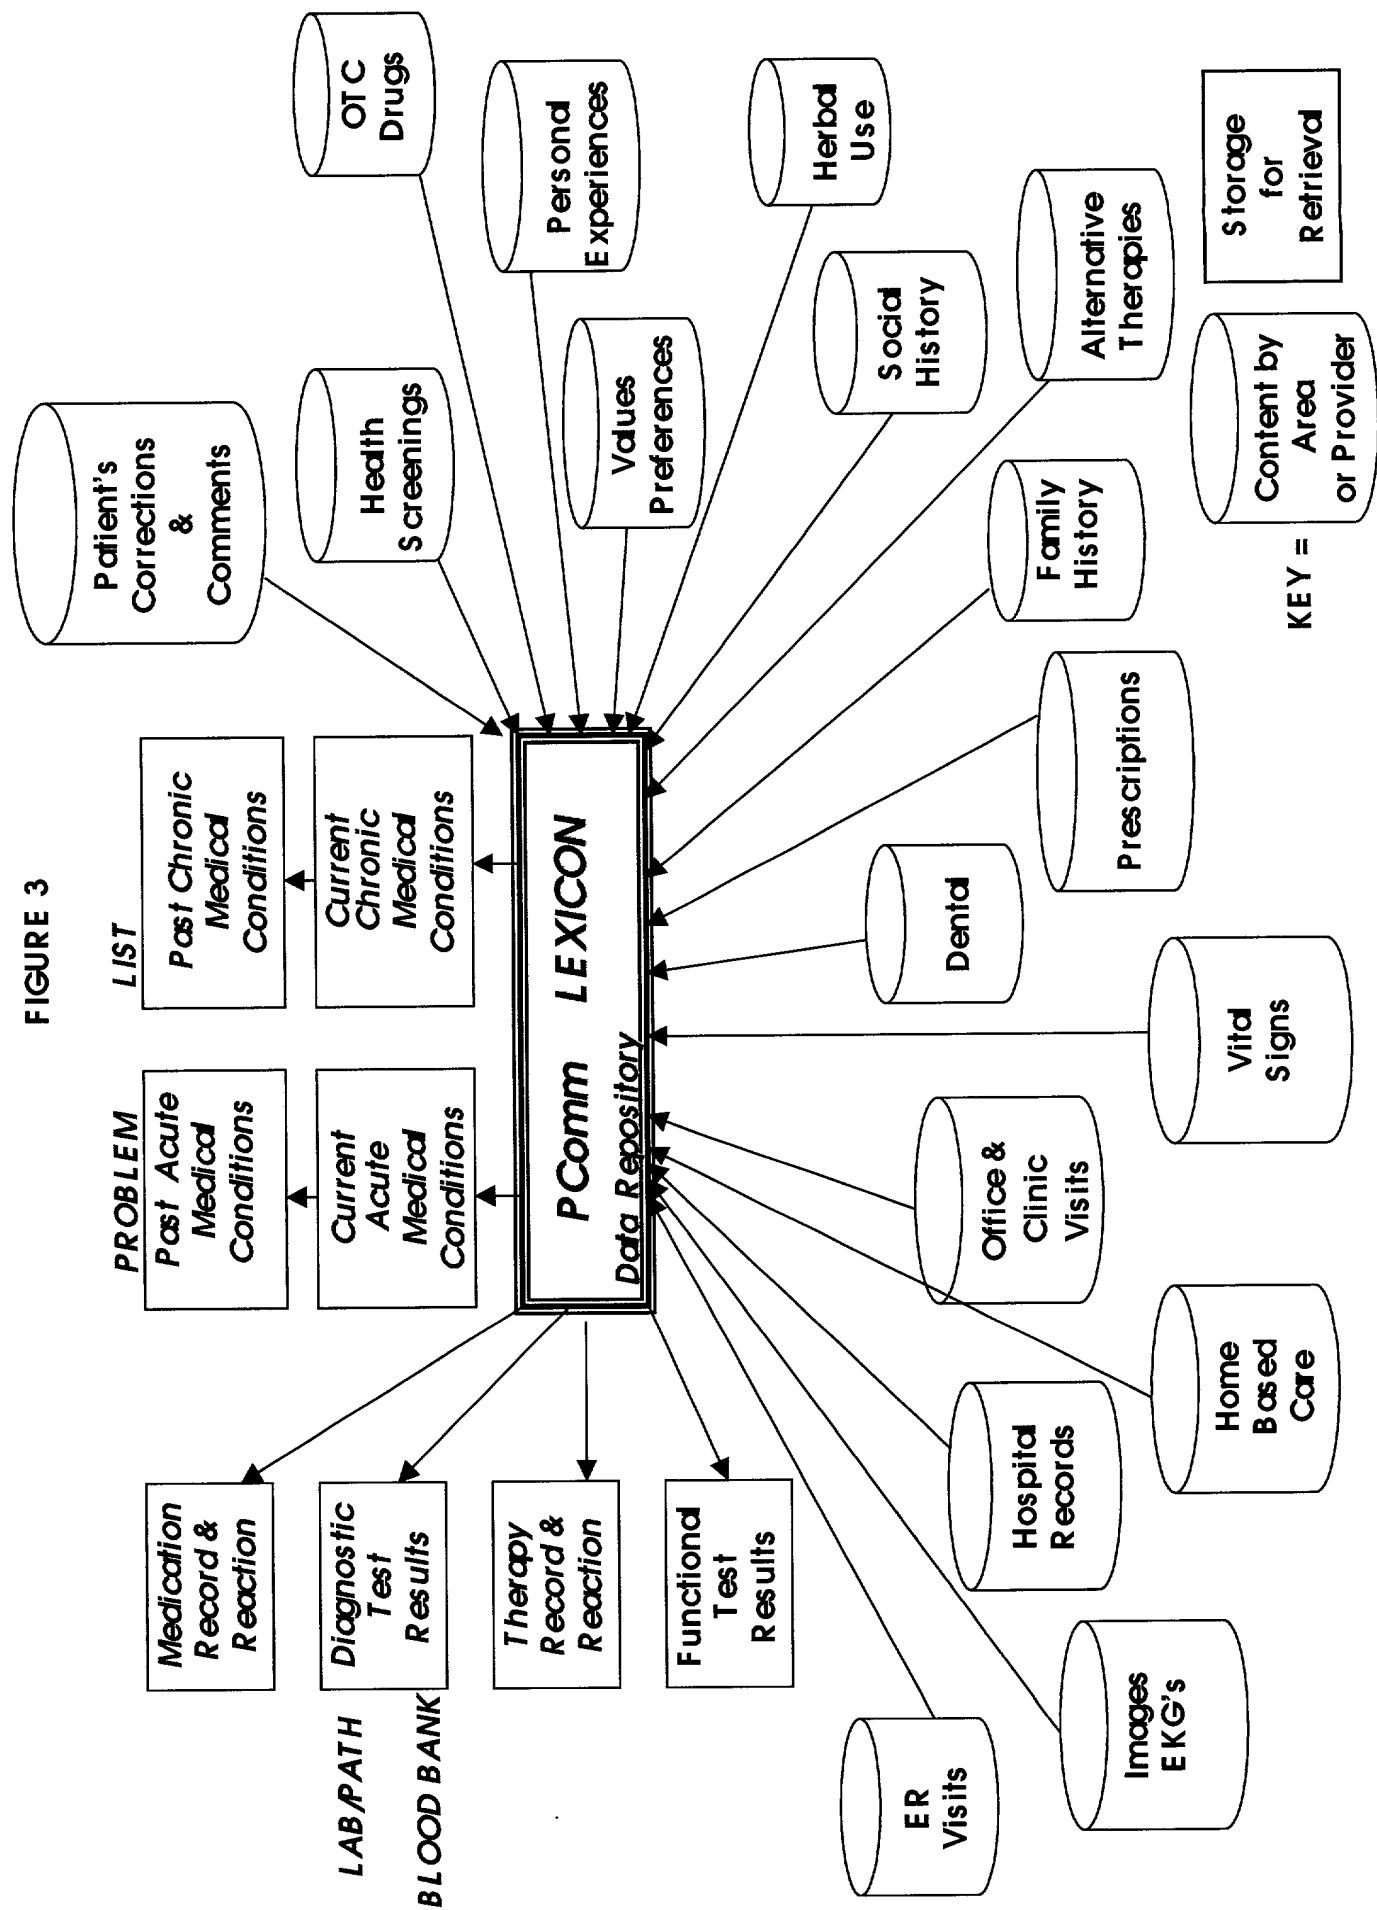 FIGURE 3
PROBLEM
LIST
Medication
Record &
Reaction
Past Acute
Medical
Conditions
Past Chronic
Medical
Conditions
Patient's
Corrections
&
Comments
LAB/PATH
BLOOD BANK
Diagnostic
Test
Results
Current
Acute
Medical
Conditions
Current
Chronic
Medical
Conditions
Health
Screenings
OTC
Drugs
Therapy
Record &
Reaction
PComm LEXICON
Data Repository
Values
Preferences
Personal
Experiences
Functional
Test
Results
Herbal
Use
ER
Visits
Hospital
Records
Office &
Clinic
Visits
Dental
Social
History
Images
EKG's
Home
Based
Care
Vital
Signs
Prescriptions
Family
History
Alternative
Therapies
KEY =
Content by
Area
or Provider
Storage
for
Retrieval